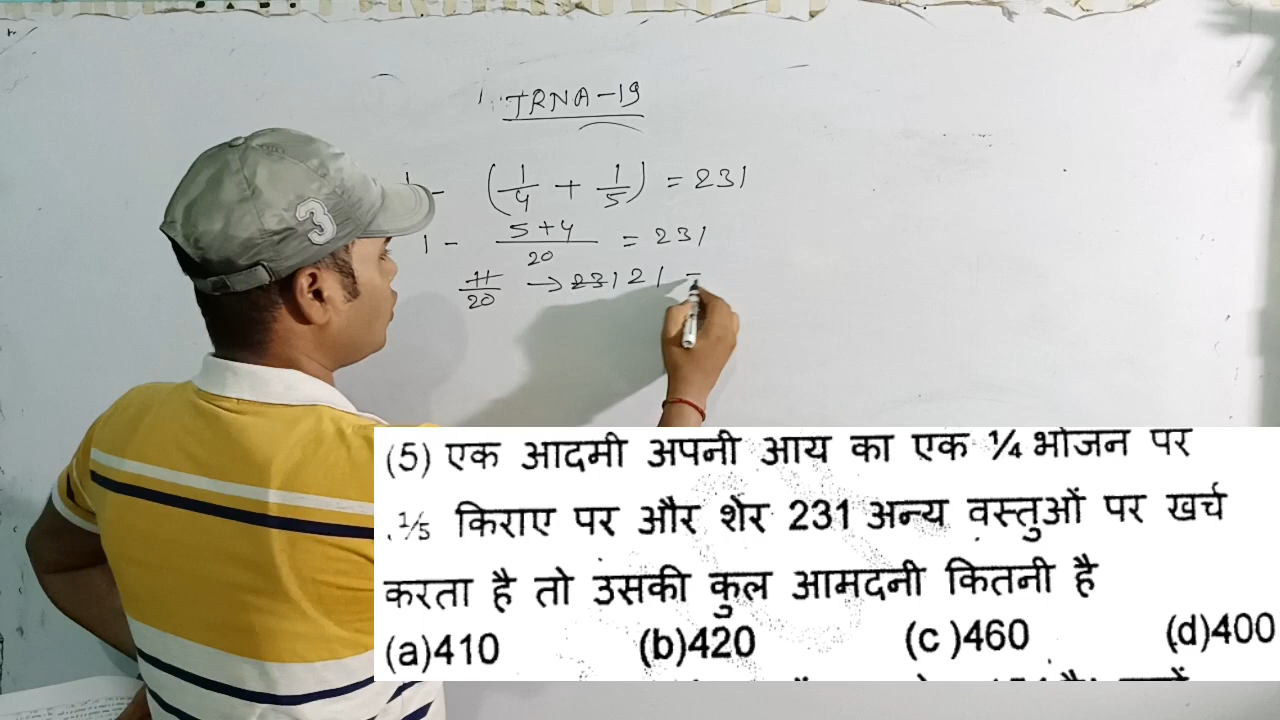 TRNA-19
1 - (1/4 + 1/5) = 231
1 - 5+4/20 = 231
11/20 → 231 21 -
3
(5) एक आदमी अपनी आय का एक ¼ भोजन पर
.⅕ किराए पर और शेर 231 अन्य वस्तुओं पर खर्च
करता है तो उसकी कुल आमदनी कितनी है
(a)410 (b)420 (c )460 (d)400